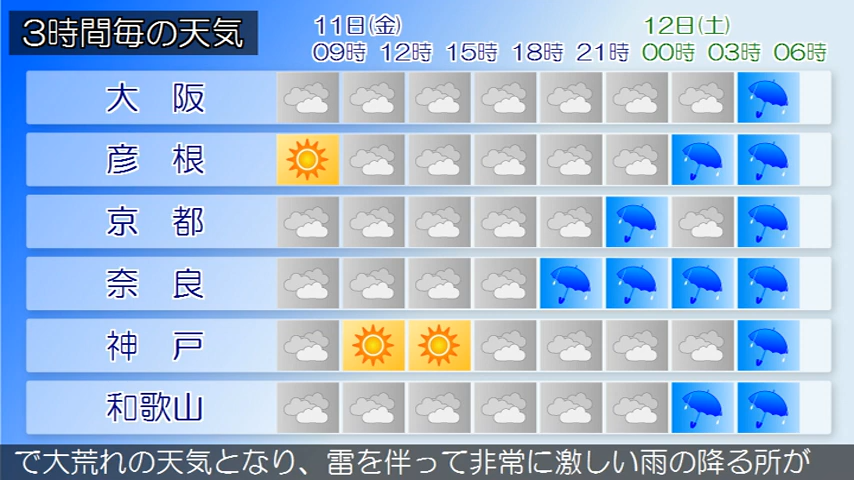 3時間毎の天気
11日(金) 12日(土)
09時 12時 15時 18時 21時 00時 03時 06時
大阪
彦根
京都
奈良
神戸
和歌山
で大荒れの天気となり、雷を伴って非常に激しい雨の降る所が